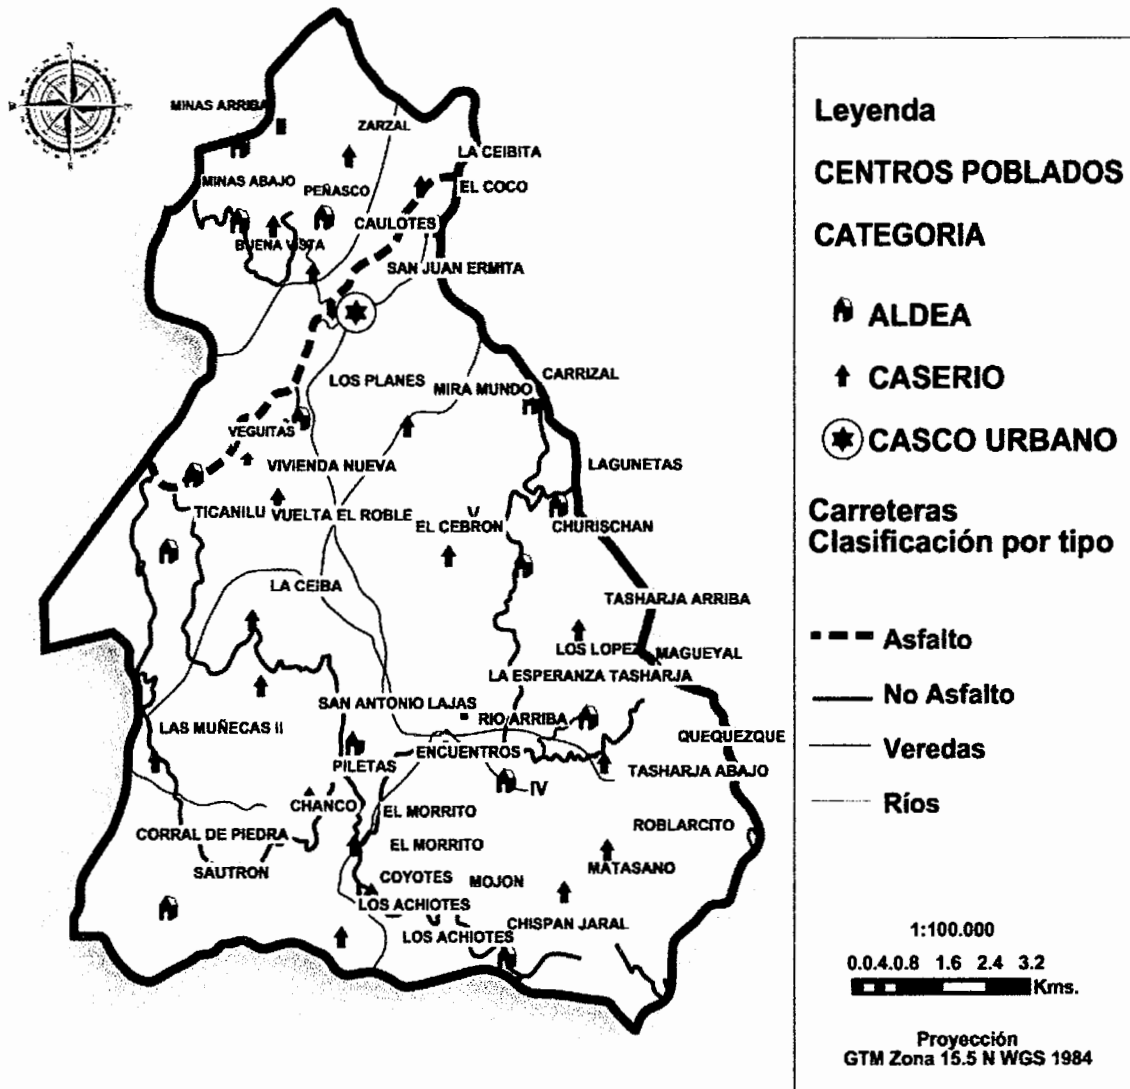 MINAS ARRIBA
ZARZAL
LA CEIBITA
MINAS ABAJO
PEÑASCO
EL COCO
CAULOTES
BUENA VISTA
SAN JUAN ERMITA
LOS PLANES
MIRA MUNDO
CARRIZAL
VEGUITAS
VIVIENDA NUEVA
LAGUNETAS
TICANILU
VUELTA EL ROBLE
EL CEBRON
CHURISCHAN
LA CEIBA
TASHARJA ARRIBA
LOS LOPEZ
MAGUEYAL
LA ESPERANZA TASHARJA
SAN ANTONIO LAJAS
RIO ARRIBA
LAS MUÑECAS II
QUEQUEZQUE
ENCUENTROS
PILETAS
TASHARJA ABAJO
IV
CHANCO
EL MORRITO
CORRAL DE PIEDRA
ROBLARCITO
EL MORRITO
SAUTRON
MATASANO
COYOTES
MOJON
LOS ACHIOTES
CHISPAN JARAL
LOS ACHIOTES
Leyenda
CENTROS POBLADOS
CATEGORIA
ALDEA
CASERIO
CASCO URBANO
Carreteras
Clasificación por tipo
Asfalto
No Asfalto
Veredas
Ríos
1:100.000
0.0.4.0.8 1.6 2.4 3.2
Kms.
Proyección
GTM Zona 15.5 N WGS 1984